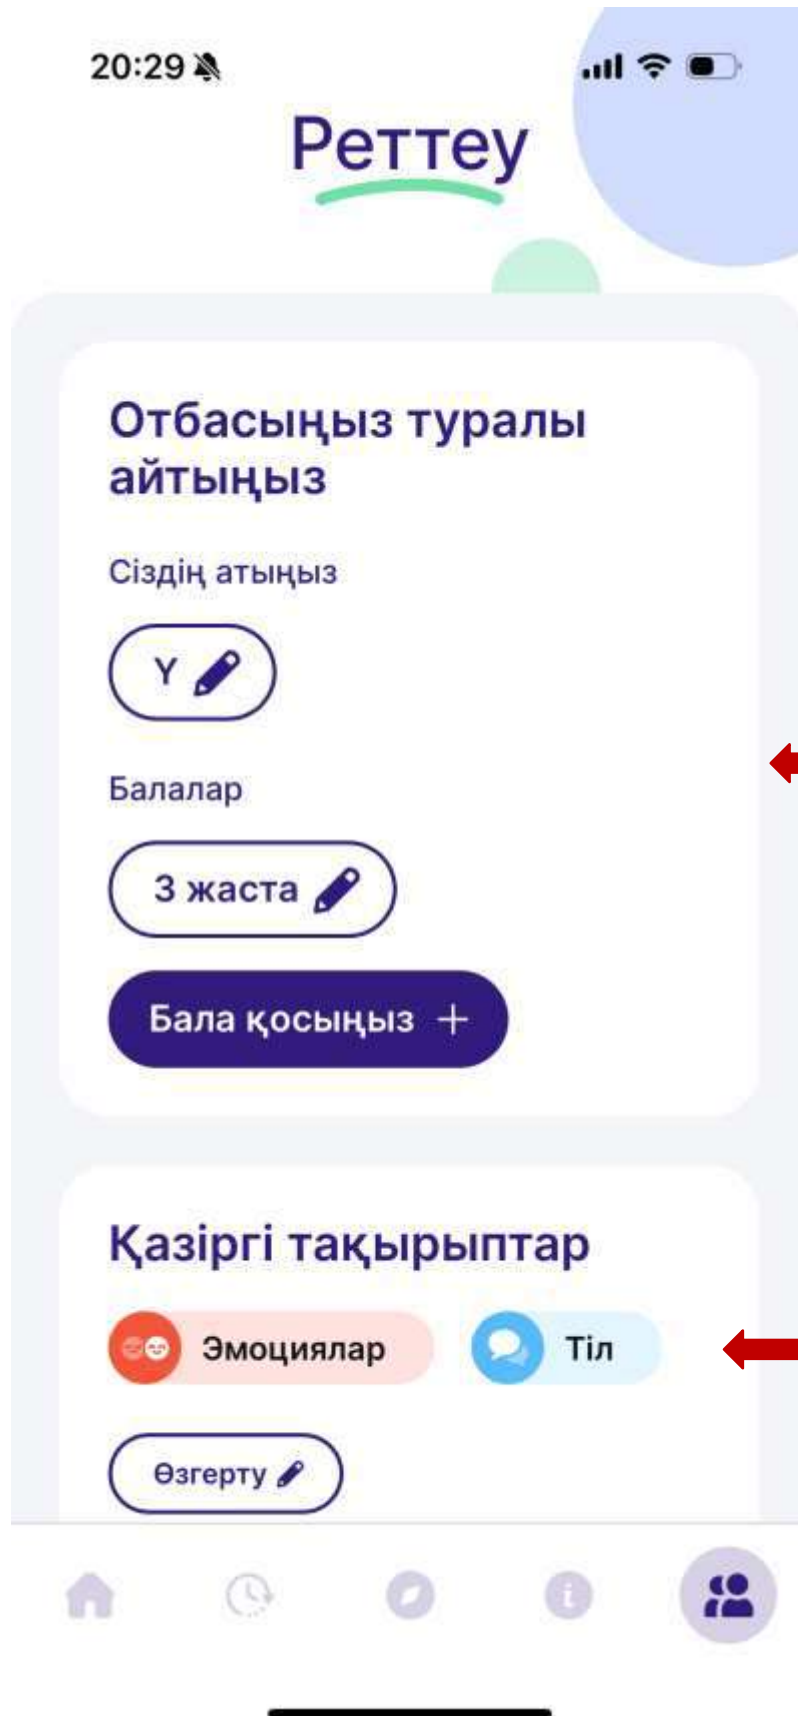 20:29
Реттеу
Отбасыңыз туралы
айтыңыз
Сіздің атыңыз
Y
Балалар
3 жаста
Бала қосыңыз +
Қазіргі тақырыптар
Эмоциялар Тіл
Өзгерту